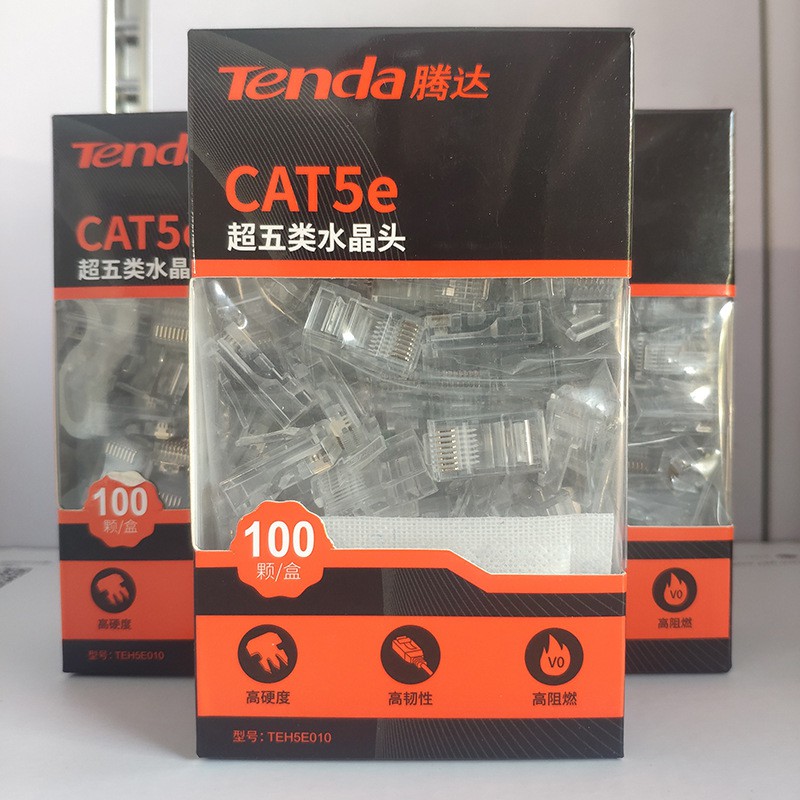 Tenda 腾达
CAT5e
超五类水晶头
100
颗/盒
V0
高硬度
高韧性
高阻燃
型号: TEH5E010
Tend
CAT5e
超五类水晶
100
颗/盒
高硬度
型号: TEH5E010
V0
高阻燃